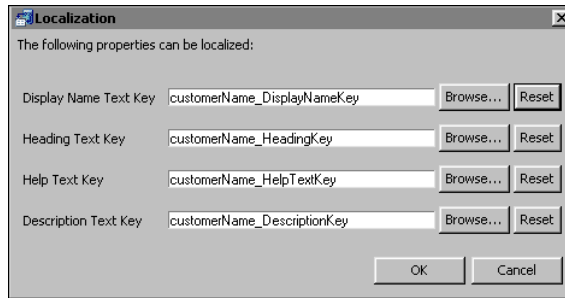 Localization
The following properties can be localized:
Display Name Text Key customerName_DisplayNameKey Browse... Reset
Heading Text Key customerName_HeadingKey Browse... Reset
Help Text Key customerName_HelpTextKey Browse... Reset
Description Text Key customerName_DescriptionKey Browse... Reset
OK Cancel